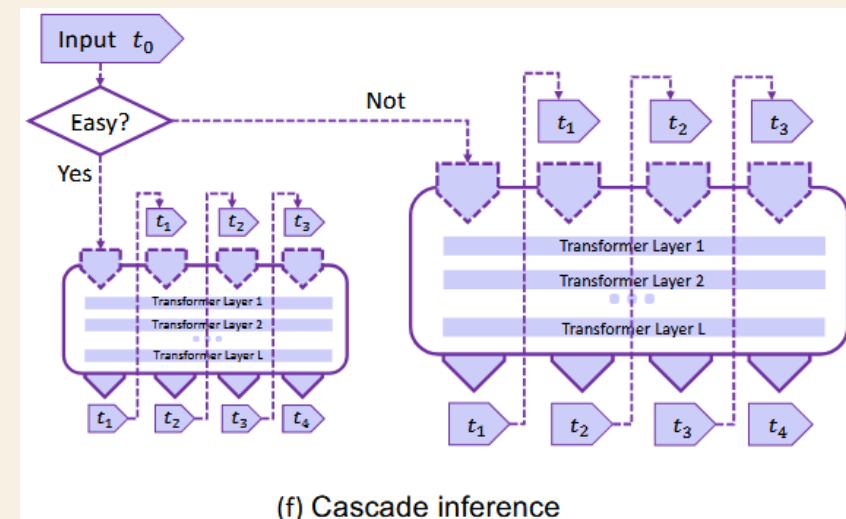 Input t₀
Easy?
Not
Yes
t₁ t₂ t₃
Transformer Layer 1
Transformer Layer 2
Transformer Layer L
t₁ t₂ t₃ t₄
t₁ t₂ t₃
Transformer Layer 1
Transformer Layer 2
Transformer Layer L
t₁ t₂ t₃ t₄
(f) Cascade inference